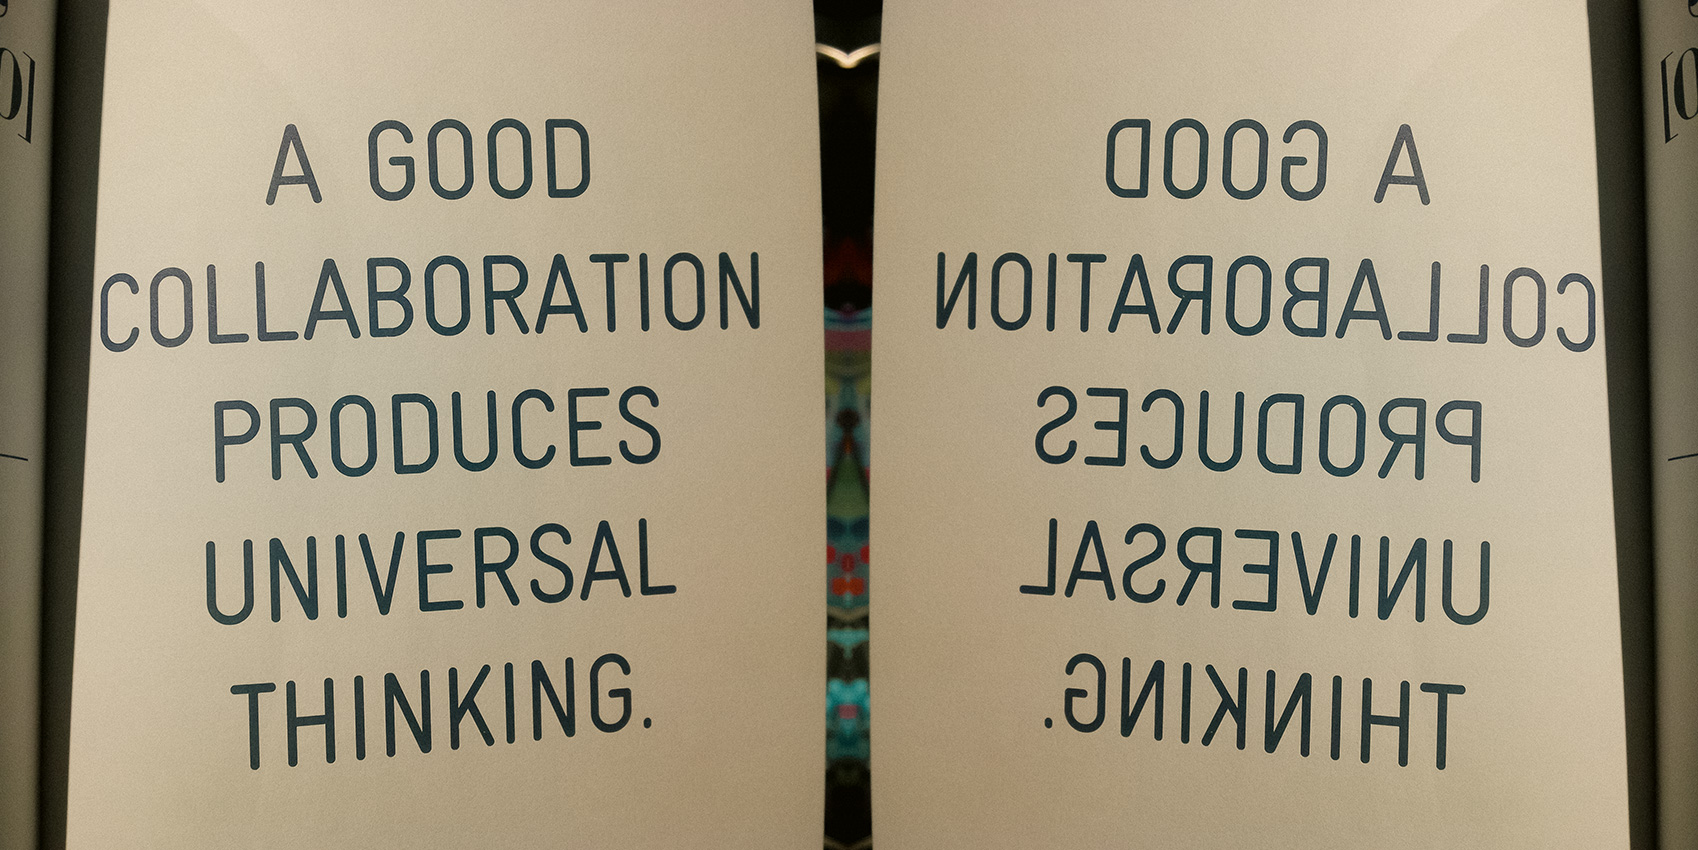 A GOOD
COLLABORATION
PRODUCES
UNIVERSAL
THINKING.
A GOOD
COLLABORATION
PRODUCES
UNIVERSAL
THINKING.